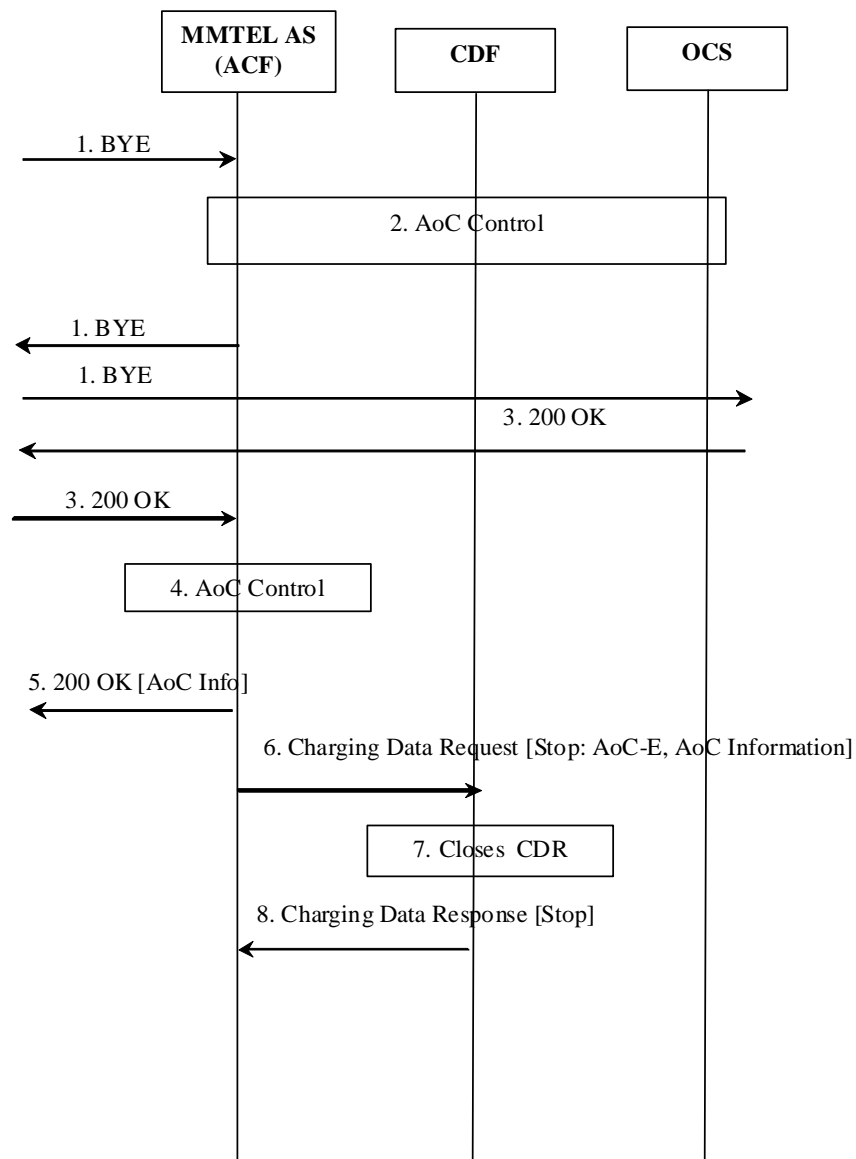 MMTEL AS
(ACF)
CDF
OCS
1. BYE
2. AoC Control
1. BYE
1. BYE
3. 200 OK
3. 200 OK
4. AoC Control
5. 200 OK [AoC Info]
6. Charging Data Request [Stop: AoC-E, AoC Information]
7. Closes CDR
8. Charging Data Response [Stop]